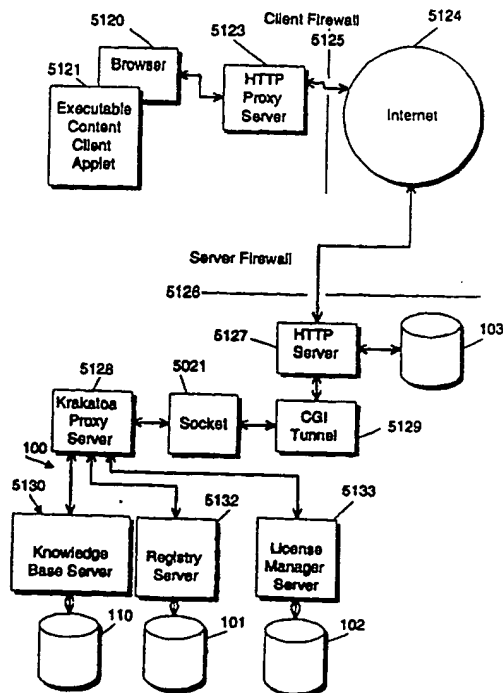 5120
5121
Browser
Executable
Content
Client
Applet
5123
HTTP
Proxy
Server
Client Firewall
5125
5124
Internet
Server Firewall
5126
5127
HTTP
Server
103
5128
Krakatoa
Proxy
Server
5021
Socket
CGI
Tunnel
5129
100
5130
Knowledge
Base Server
5132
Registry
Server
5133
License
Manager
Server
110
101
102